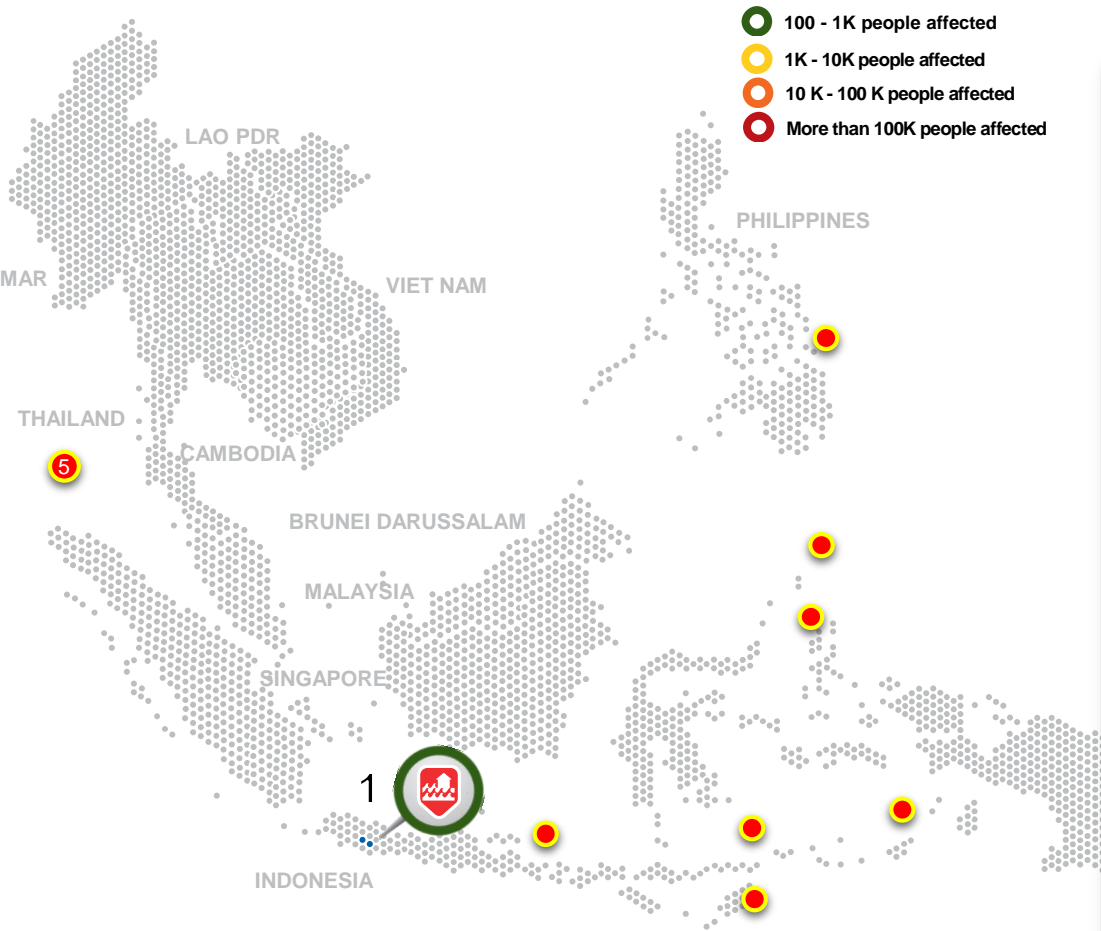 100 - 1K people affected
1K - 10K people affected
10 K - 100 K people affected
More than 100K people affected
LAO PDR
PHILIPPINES
MAR
VIET NAM
THAILAND
CAMBODIA
5
BRUNEI DARUSSALAM
MALAYSIA
SINGAPORE
1
INDONESIA